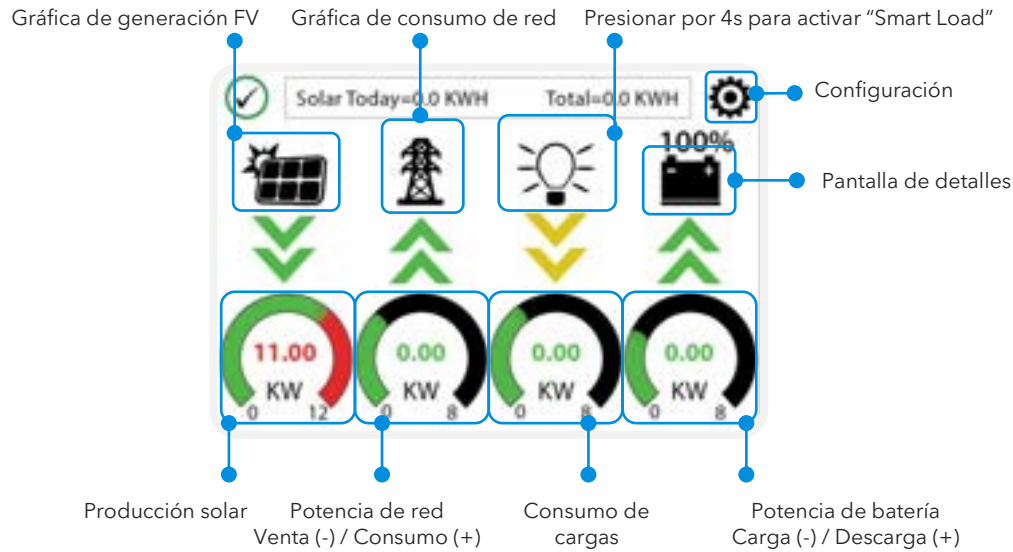 Gráfica de generación FV
Gráfica de consumo de red
Presionar por 4s para activar “Smart Load”
Solar Today=0.0 KWH
Total=0.0 KWH
Configuración
100%
Pantalla de detalles
11.00
KW
0 12
0.00
KW
0 8
0.00
KW
0 8
0.00
KW
0 8
Producción solar
Potencia de red
Venta (-) / Consumo (+)
Consumo de
cargas
Potencia de batería
Carga (-) / Descarga (+)